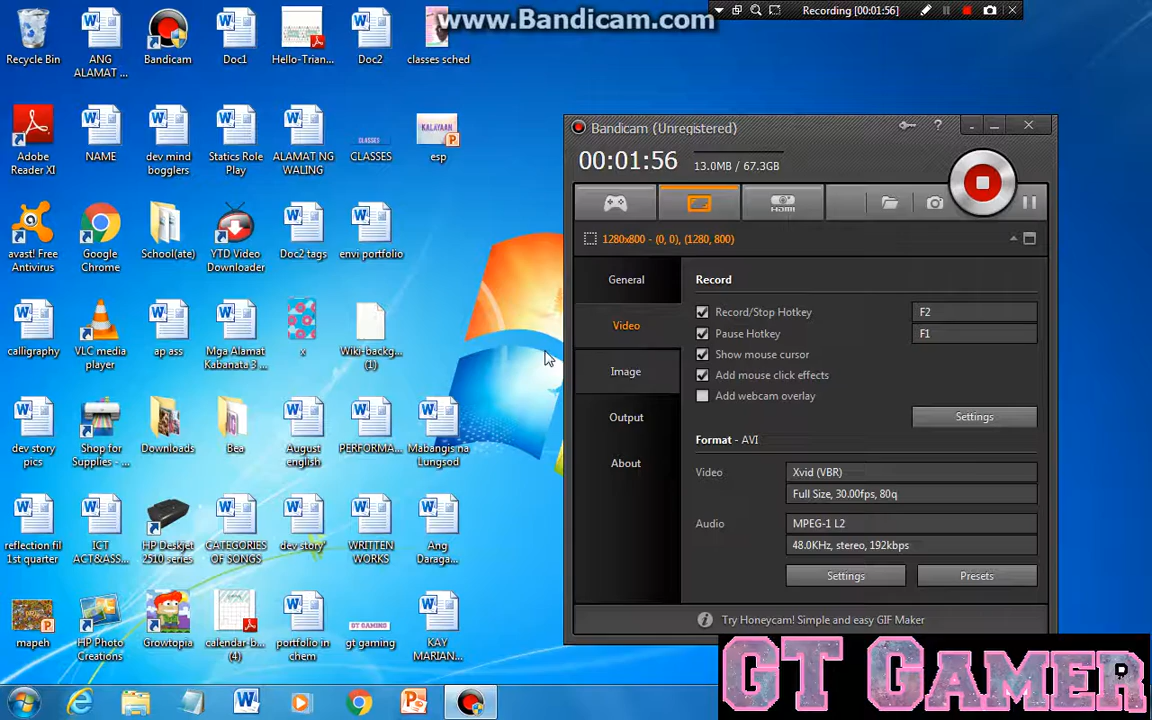 www.Bandicam.com
Recording [00:01:56]
Recycle Bin
ANG
ALAMAT ...
Bandicam
Doc1
Hello-Trian...
Doc2
classes sched
Adobe
Reader XI
NAME
dev mind
bogglers
Statics Role
Play
ALAMAT NG
WALING
CLASSES
CLASSES
KALAYAAN
esp
avast! Free
Antivirus
Google
Chrome
School(ate)
YTD Video
Downloader
Doc2 tags
envi portfolio
calligraphy
VLC media
player
ap ass
Mga Alamat
Kabanata 3 ...
x
Wiki-backg...
(1)
dev story
pics
Shop for
Supplies - ...
Downloads
Bea
August
english
PERFORMA...
Mabangis na
Lungsod
reflection fil
1st quarter
ICT
ACT&ASS...
HP Deskjet
2510 series
CATEGORIES
OF SONGS
dev story'
WRITTEN
WORKS
Ang
Daraga...
mapeh
HP Photo
Creations
Growtopia
calendar-b...
(4)
portfolio in
chem
GT GAMING
gt gaming
KAY
MARIAN...
Bandicam (Unregistered)
00:01:56
13.0MB / 67.3GB
HDMI
1280x800 - (0, 0), (1280, 800)
General
Video
Image
Output
About
Record
Record/Stop Hotkey
F2
Pause Hotkey
F1
Show mouse cursor
Add mouse click effects
Add webcam overlay
Settings
Format - AVI
Video
Xvid (VBR)
Full Size, 30.00fps, 80q
Audio
MPEG-1 L2
48.0KHz, stereo, 192kbps
Settings
Presets
Try Honeycam! Simple and easy GIF Maker
GT GAMER